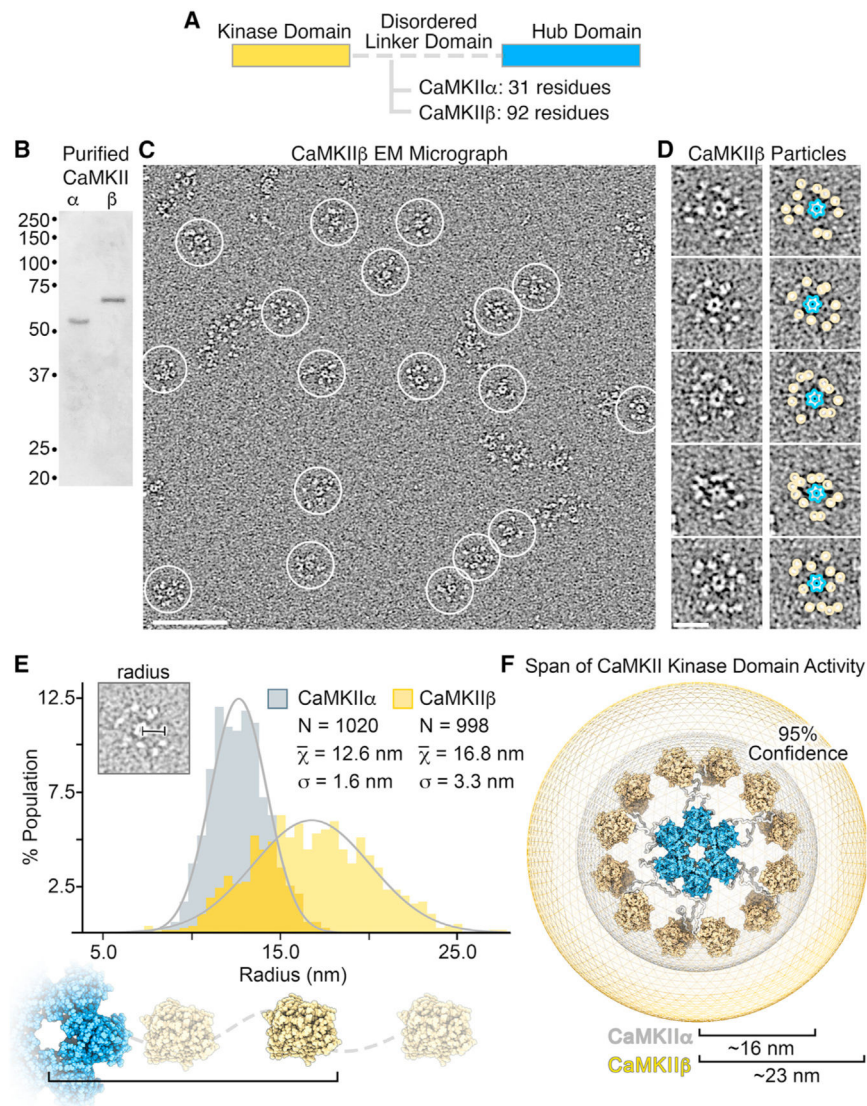 A
Kinase Domain
Disordered
Linker Domain
Hub Domain
CaMKIIα: 31 residues
CaMKIIβ: 92 residues
B
Purified
CaMKII
α β
250
150
100
75
50
37
25
20
C
CaMKIIβ EM Micrograph
D
CaMKIIβ Particles
E
radius
CaMKIIα
N = 1020
χ̅ = 12.6 nm
σ = 1.6 nm
CaMKIIβ
N = 998
χ̅ = 16.8 nm
σ = 3.3 nm
% Population
12.5
7.5
2.5
5.0 15.0 25.0
Radius (nm)
F
Span of CaMKII Kinase Domain Activity
95%
Confidence
CaMKIIα
~16 nm
CaMKIIβ
~23 nm